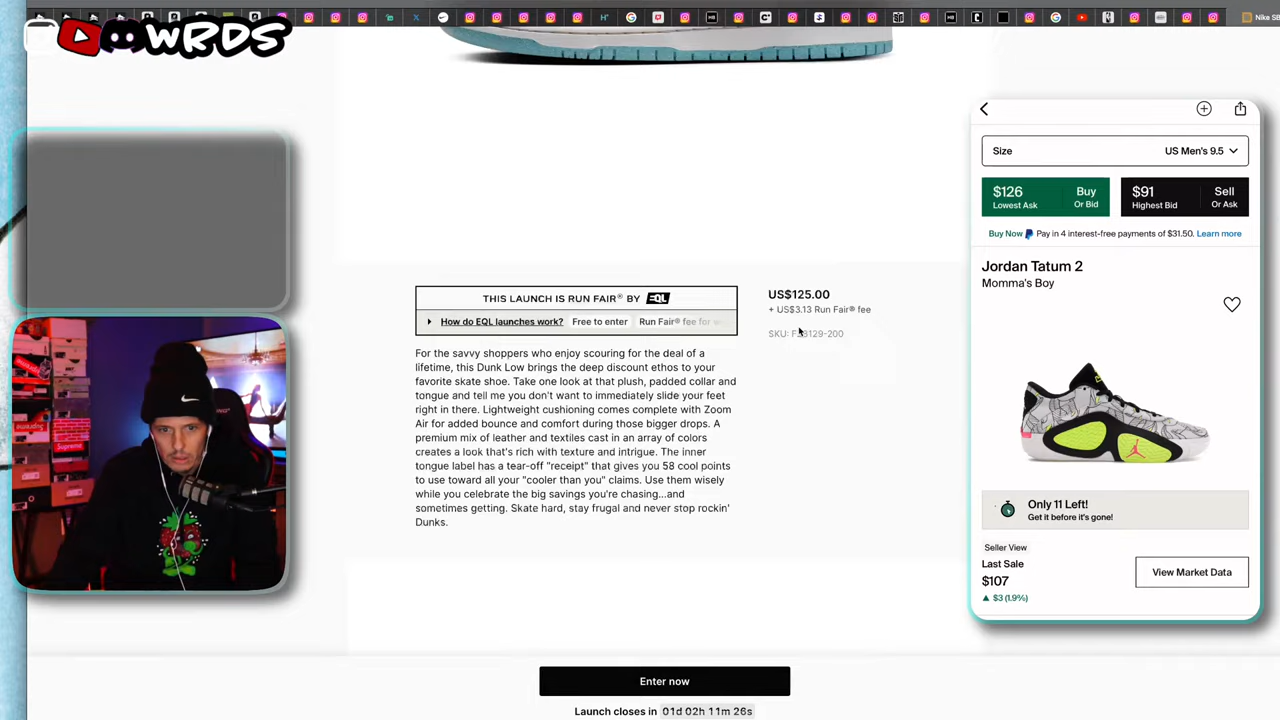 WRDS
Nike SB
THIS LAUNCH IS RUN FAIR® BY EQL
How do EQL launches work? Free to enter Run Fair® fee for
US$125.00
+ US$3.13 Run Fair® fee
SKU:
For the savvy shoppers who enjoy scouring for the deal of a
lifetime, this Dunk Low brings the deep discount ethos to your
favorite skate shoe. Take one look at that plush, padded collar and
tongue and tell me you don't want to immediately slide your feet
right in there. Lightweight cushioning comes complete with Zoom
Air for added bounce and comfort during those bigger drops. A
premium mix of leather and textiles cast in an array of colors
creates a look that's rich with texture and intrigue. The inner
tongue label has a tear-off "receipt" that gives you 58 cool points
to use toward all your "cooler than you" claims. Use them wisely
while you celebrate the big savings you're chasing...and
sometimes getting. Skate hard, stay frugal and never stop rockin'
Dunks.
Enter now
Launch closes in 01d 02h 11m 26s
Size US Men's 9.5
$126 Buy
Lowest Ask Or Bid
$91 Sell
Highest Bid Or Ask
Buy Now Pay in 4 interest-free payments of $31.50. Learn more
Jordan Tatum 2
Momma's Boy
Only 11 Left!
Get it before it's gone!
Seller View
Last Sale
$107
▲ $3 (1.9%)
View Market Data
Supreme